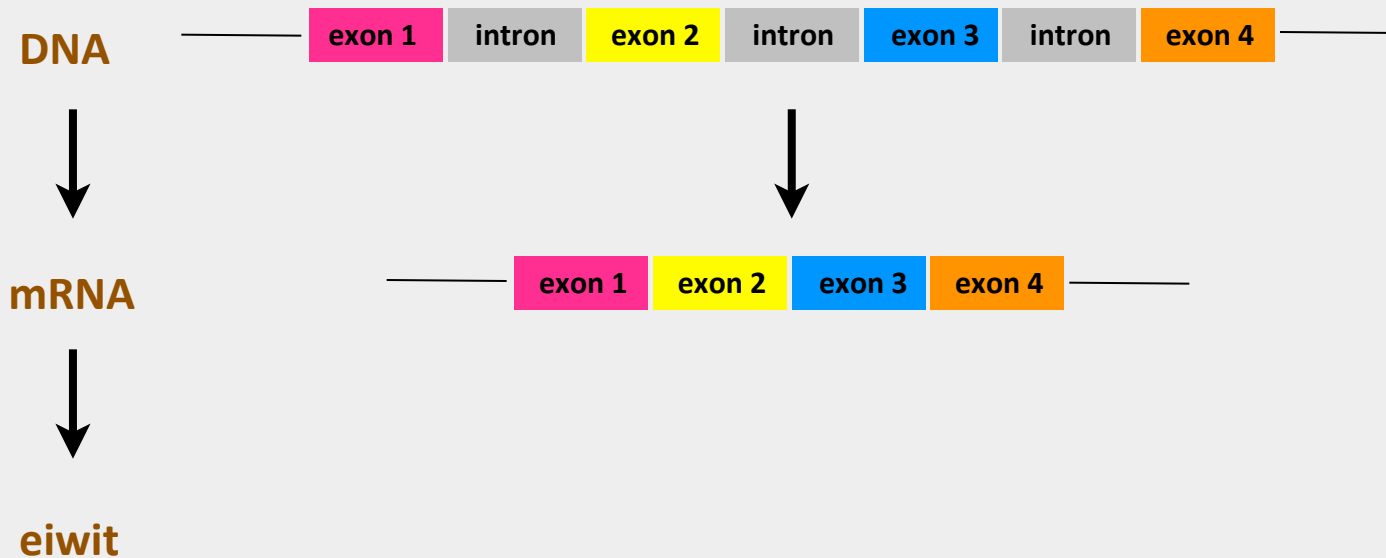 DNA
exon 1 intron exon 2 intron exon 3 intron exon 4
mRNA
exon 1 exon 2 exon 3 exon 4
eiwit